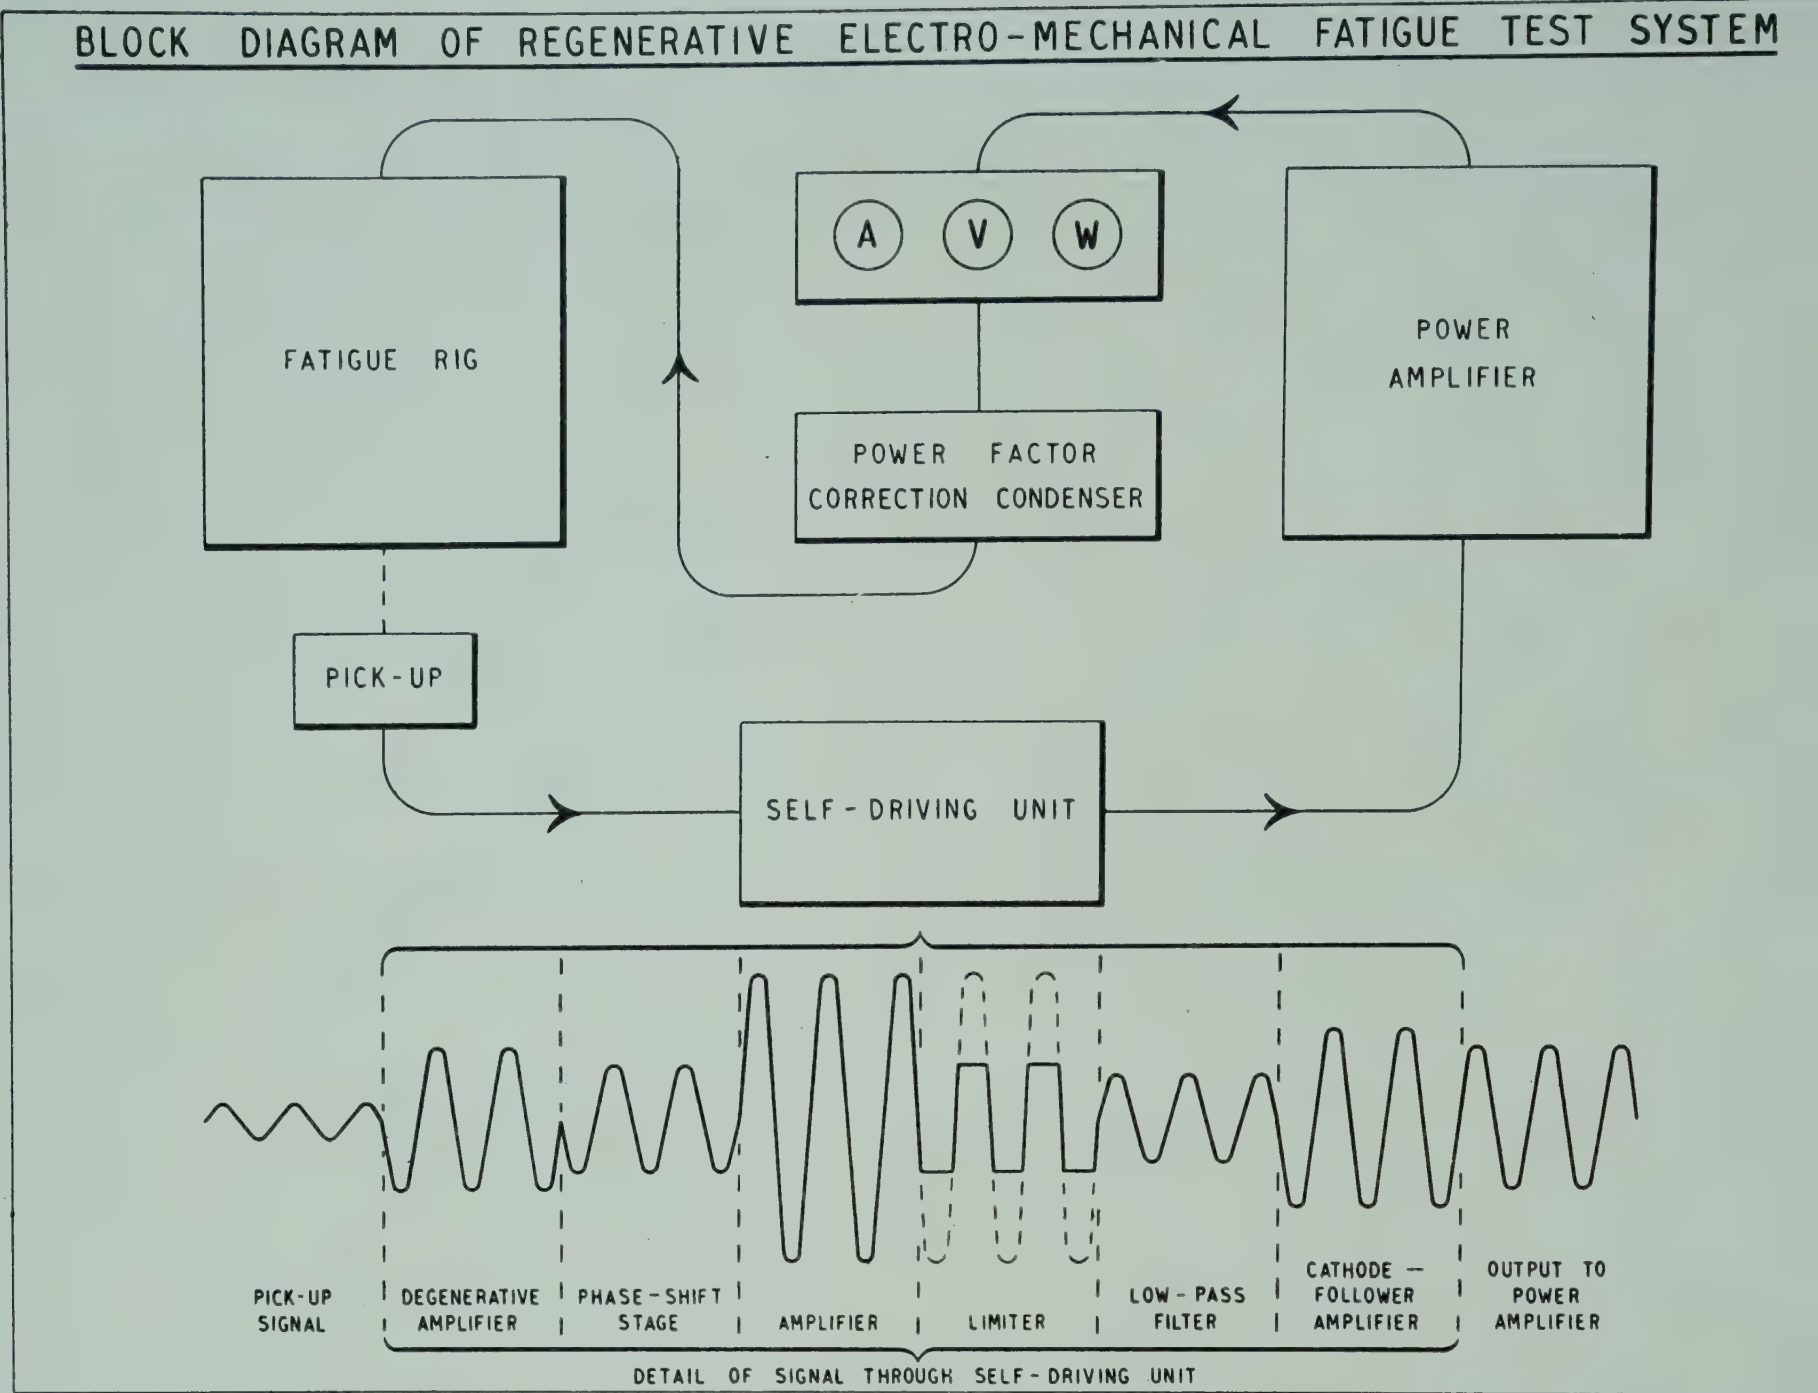 BLOCK DIAGRAM OF REGENERATIVE ELECTRO-MECHANICAL FATIGUE TEST SYSTEM
A V W
FATIGUE RIG
POWER
AMPLIFIER
POWER FACTOR
CORRECTION CONDENSER
PICK-UP
SELF-DRIVING UNIT
PICK-UP
SIGNAL
DEGENERATIVE
AMPLIFIER
PHASE-SHIFT
STAGE
AMPLIFIER
LIMITER
LOW-PASS
FILTER
CATHODE-
FOLLOWER
AMPLIFIER
OUTPUT TO
POWER
AMPLIFIER
DETAIL OF SIGNAL THROUGH SELF-DRIVING UNIT